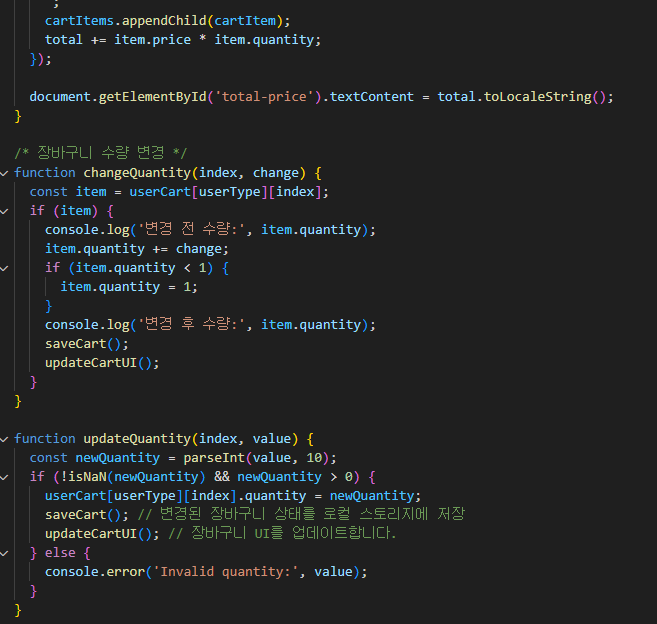 ;
cartItems.appendChild(cartItem);
total += item.price * item.quantity;
});
document.getElementById('total-price').textContent = total.toLocaleString();
}
/* 장바구니 수량 변경 */
function changeQuantity(index, change) {
const item = userCart[userType][index];
if (item) {
console.log('변경 전 수량:', item.quantity);
item.quantity += change;
if (item.quantity < 1) {
item.quantity = 1;
}
console.log('변경 후 수량:', item.quantity);
saveCart();
updateCartUI();
}
}
function updateQuantity(index, value) {
const newQuantity = parseInt(value, 10);
if (!isNaN(newQuantity) && newQuantity > 0) {
userCart[userType][index].quantity = newQuantity;
saveCart(); // 변경된 장바구니 상태를 로컬 스토리지에 저장
updateCartUI(); // 장바구니 UI를 업데이트합니다.
} else {
console.error('Invalid quantity:', value);
}
}